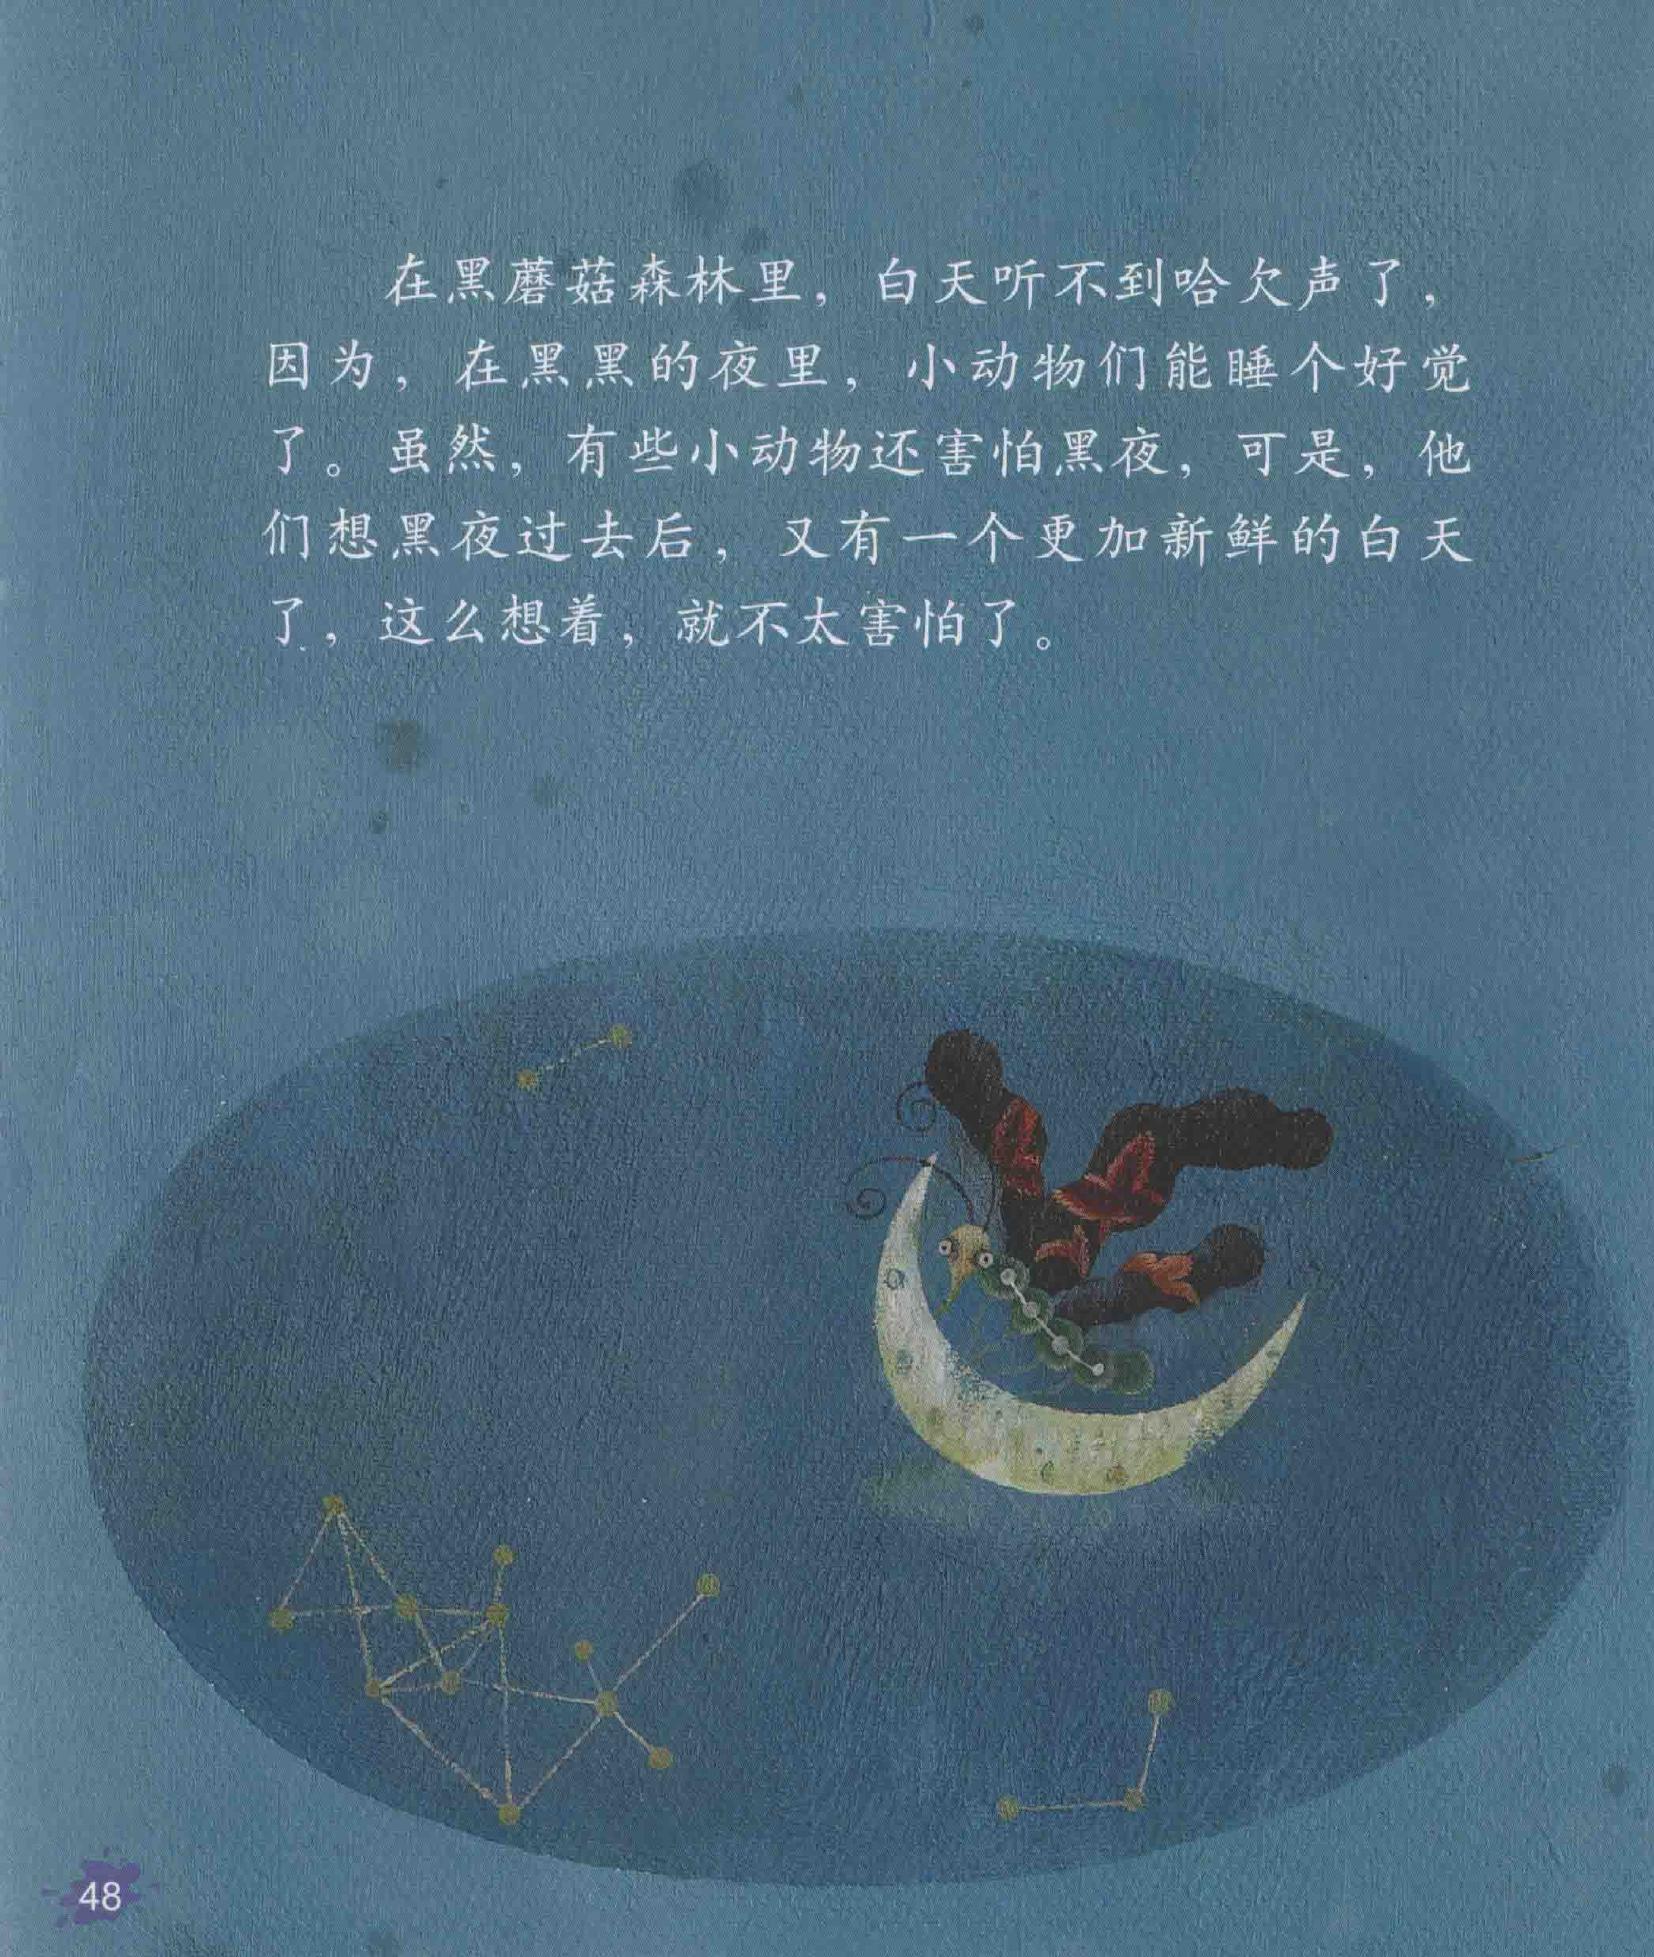 在黑蘑菇森林里，白天听不到哈欠声了，
因为，在黑黑的夜里，小动物们能睡个好觉
了。虽然，有些小动物还害怕黑夜，可是，他
们想黑夜过去后，又有一个更加新鲜的白天
了，这么想着，就不太害怕了。
48